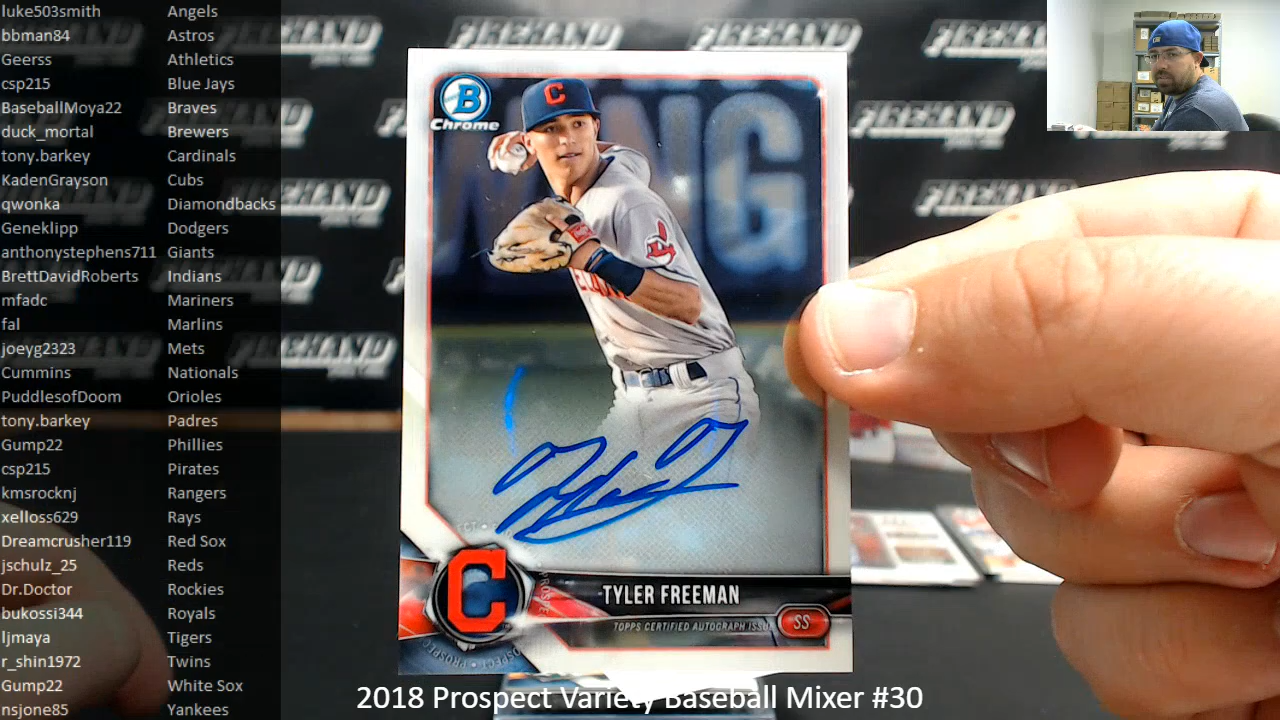 luke503smith Angels
bbman84 Astros
Geerss Athletics
csp215 Blue Jays
BaseballMoya22 Braves
duck_mortal Brewers
tony.barkey Cardinals
KadenGrayson Cubs
qwonka Diamondbacks
Geneklipp Dodgers
anthonystephens711 Giants
BrettDavidRoberts Indians
mfadc Mariners
fal Marlins
joeyg2323 Mets
Cummins Nationals
PuddlesofDoom Orioles
tony.barkey Padres
Gump22 Phillies
csp215 Pirates
kmsrocknj Rangers
xelloss629 Rays
Dreamcrusher119 Red Sox
jschulz_25 Reds
Dr.Doctor Rockies
bukossi344 Royals
ljmaya Tigers
r_shin1972 Twins
Gump22 White Sox
nsjone85 Yankees
FIREHAND
B
Chrome
C
NG
C
TYLER FREEMAN
TOPPS CERTIFIED AUTOGRAPH ISSU
SS
PROSPECT
2018 Prospect Variety Baseball Mixer #30